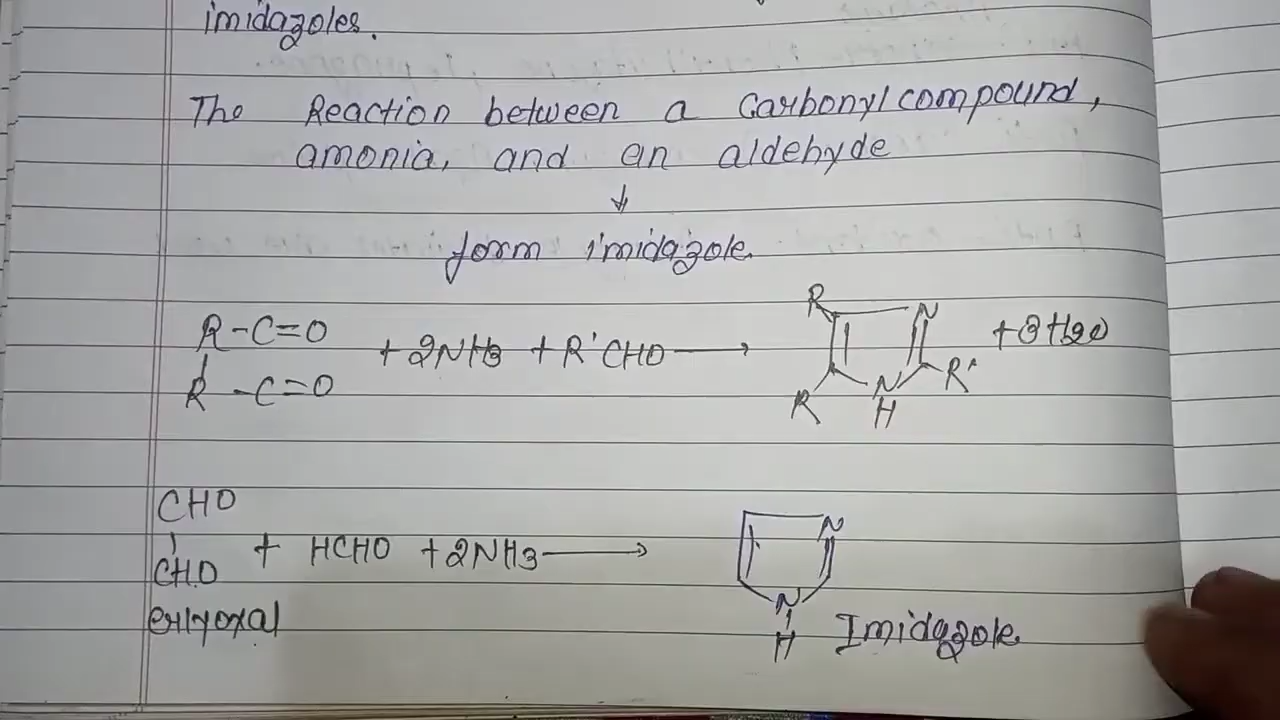 imidazoles.
The Reaction between a Carbonyl compound,
amonia, and an aldehyde
↓
form imidazole.
R-C=O
R-C=O
+2NH3 + R'CHO →
R N
R N H R'
+3H2O
CHO
CHO
+ HCHO + 2NH3 →
N
N
H
Glyoxal
Imidazole.